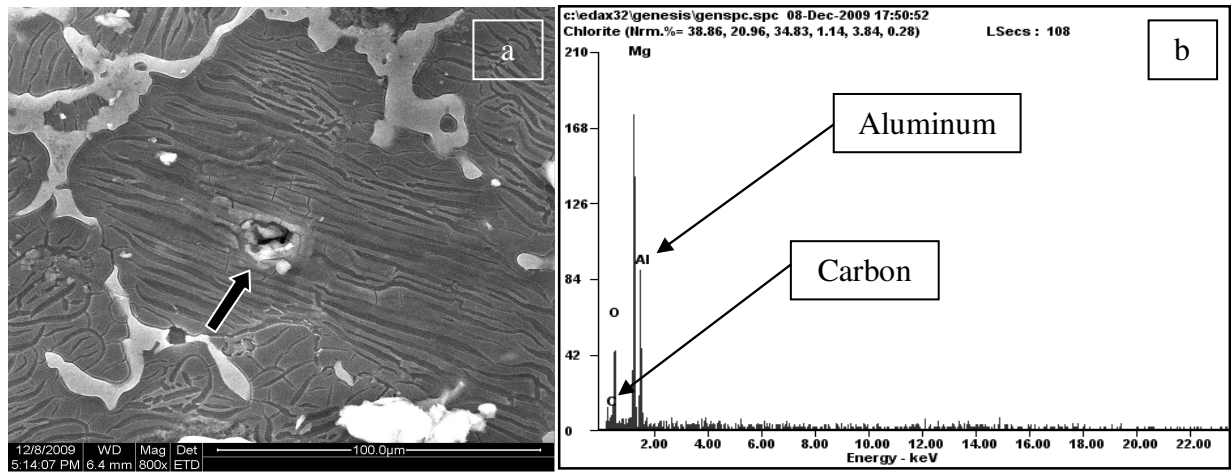 a
12/8/2009 WD Mag Det
5:14:07 PM 6.4 mm 800x ETD 100.0µm
c:\edax32\genesis\genspc.spc 08-Dec-2009 17:50:52
Chlorite (Nrm.%= 38.86, 20.96, 34.83, 1.14, 3.84, 0.28) LSecs : 108
b
210
168
126
84
42
0
Mg
Al
O
C
Aluminum
Carbon
2.00 4.00 6.00 8.00 10.00 12.00 14.00 16.00 18.00 20.00 22.00
Energy - keV